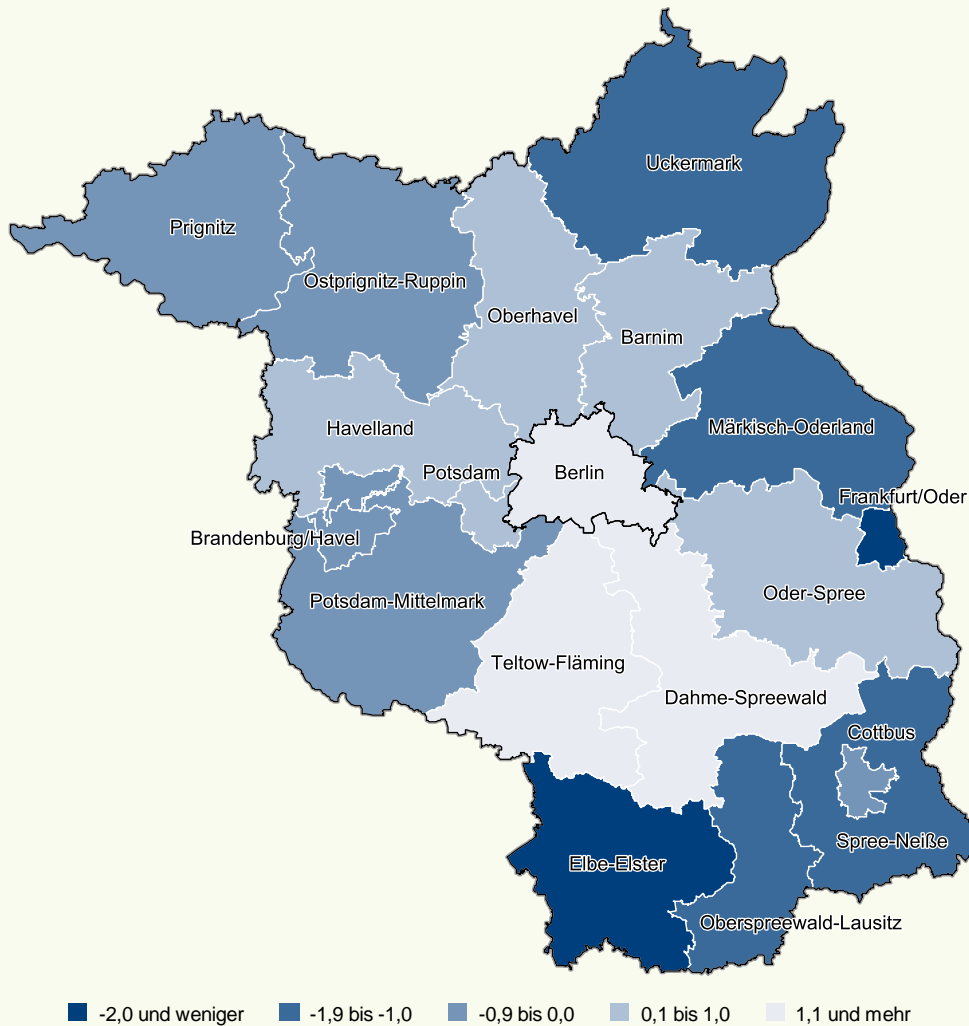 Uckermark
Prignitz
Ostprignitz-Ruppin
Oberhavel
Barnim
Havelland
Märkisch-Oderland
Potsdam
Berlin
Frankfurt/Oder
Brandenburg/Havel
Oder-Spree
Potsdam-Mittelmark
Teltow-Fläming
Dahme-Spreewald
Cottbus
Spree-Neiße
Elbe-Elster
Oberspreewald-Lausitz
-2,0 und weniger -1,9 bis -1,0 -0,9 bis 0,0 0,1 bis 1,0 1,1 und mehr